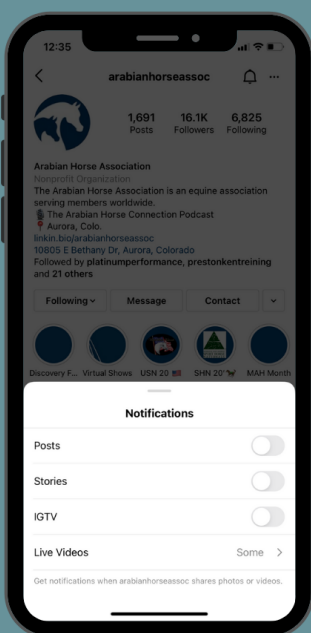 12:35
arabianhorseassoc
1,691 16.1K 6,825
Posts Followers Following
Arabian Horse Association
Nonprofit Organization
The Arabian Horse Association is an equine association
serving members worldwide.
🎙️ The Arabian Horse Connection Podcast
📍 Aurora, Colo.
linkin.bio/arabianhorseassoc
10805 E Bethany Dr, Aurora, Colorado
Followed by platinumperformance, prestonkentreining
and 21 others
Following Message Contact
Discovery F... Virtual Shows USN 20 🇺🇸 SHN 20' 🐎 MAH Month
Notifications
Posts
Stories
IGTV
Live Videos Some
Get notifications when arabianhorseassoc shares photos or videos.